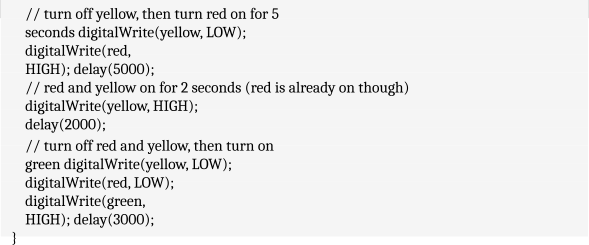 // turn off yellow, then turn red on for 5
seconds digitalWrite(yellow, LOW);
digitalWrite(red,
HIGH); delay(5000);
// red and yellow on for 2 seconds (red is already on though)
digitalWrite(yellow, HIGH);
delay(2000);
// turn off red and yellow, then turn on
green digitalWrite(yellow, LOW);
digitalWrite(red, LOW);
digitalWrite(green,
HIGH); delay(3000);
}